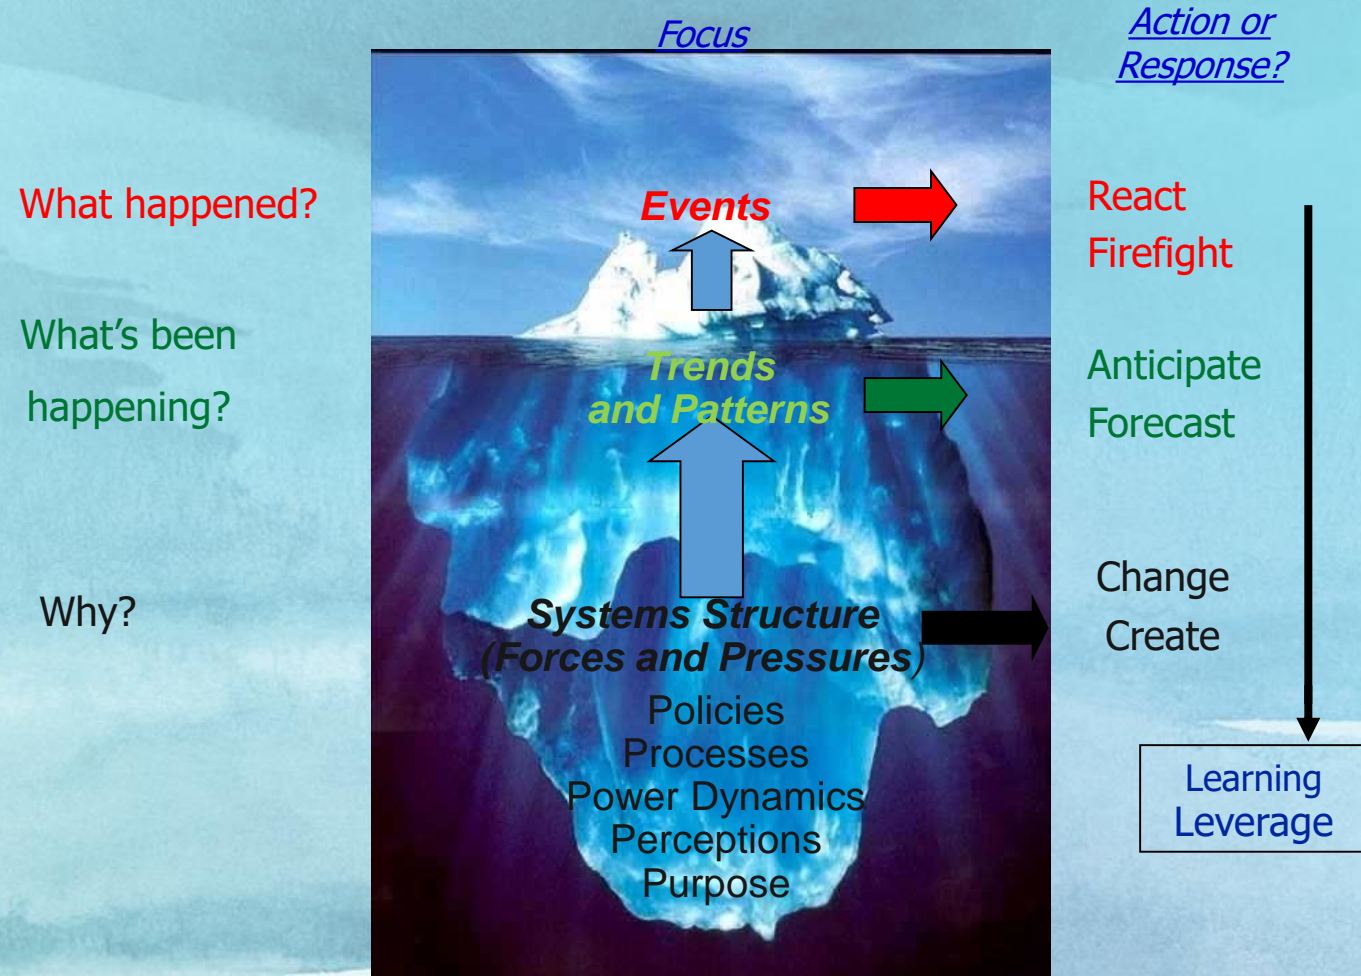 Focus
Action or
Response?
What happened?
Events
React
Firefight
What’s been
happening?
Trends
and Patterns
Anticipate
Forecast
Why?
Systems Structure
(Forces and Pressures)
Policies
Processes
Power Dynamics
Perceptions
Purpose
Change
Create
Learning
Leverage